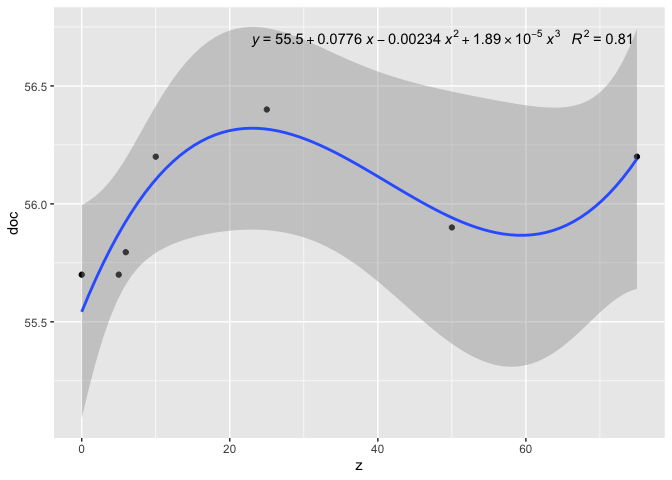 y = 55.5 + 0.0776 x − 0.00234 x² + 1.89 × 10⁻⁵ x³ R² = 0.81
56.5
56.0
55.5
doc
0 20 40 60
z